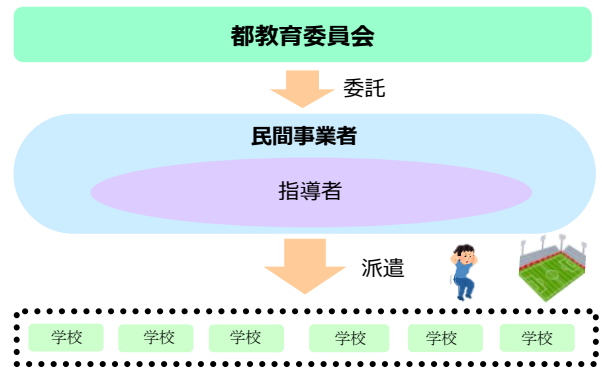 都教育委員会
委託
民間事業者
指導者
派遣
学校 学校 学校 学校 学校 学校